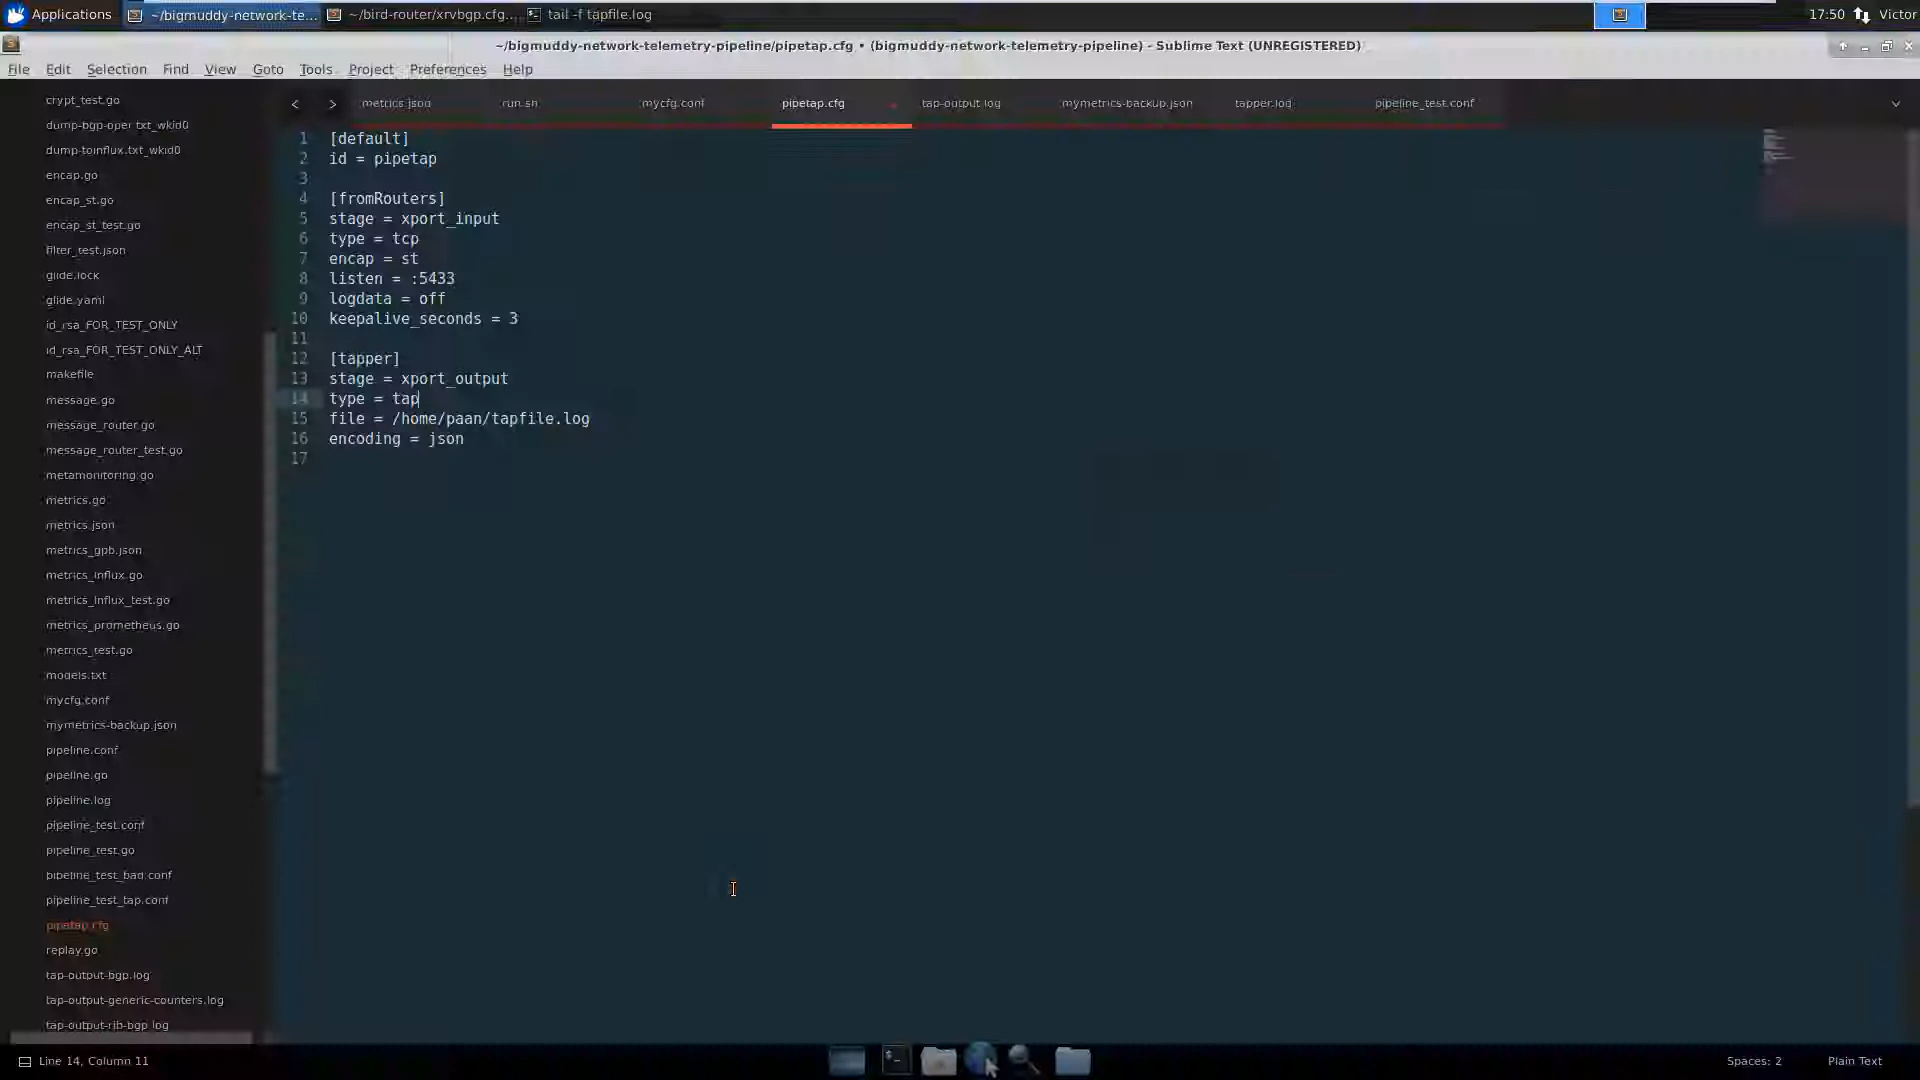 Applications
~/bigmuddy-network-te...
~/bird-router/xrvbgp.cfg...
tail -f tapfile.log
17:50
Victor
~/bigmuddy-network-telemetry-pipeline/pipetap.cfg • (bigmuddy-network-telemetry-pipeline) - Sublime Text (UNREGISTERED)
File Edit Selection Find View Goto Tools Project Preferences Help
metrics.json
run.sh
mycfg.conf
pipetap.cfg
tap-output.log
mymetrics-backup.json
tapper.log
pipeline_test.conf
crypt_test.go
dump-bgp-oper.txt_wkid0
dump-toinflux.txt_wkid0
encap.go
encap_st.go
encap_st_test.go
filter_test.json
glide.lock
glide.yaml
id_rsa_FOR_TEST_ONLY
id_rsa_FOR_TEST_ONLY_ALT
makefile
message.go
message_router.go
message_router_test.go
metamonitoring.go
metrics.go
metrics.json
metrics_gpb.json
metrics_influx.go
metrics_influx_test.go
metrics_prometheus.go
metrics_test.go
models.txt
mycfg.conf
mymetrics-backup.json
pipeline.conf
pipeline.go
pipeline.log
pipeline_test.conf
pipeline_test.go
pipeline_test_bad.conf
pipeline_test_tap.conf
pipetap.cfg
replay.go
tap-output-bgp.log
tap-output-generic-counters.log
tap-output-rib-bgp.log
1 [default]
2 id = pipetap
3
4 [fromRouters]
5 stage = xport_input
6 type = tcp
7 encap = st
8 listen = :5433
9 logdata = off
10 keepalive_seconds = 3
11
12 [tapper]
13 stage = xport_output
14 type = tap
15 file = /home/paan/tapfile.log
16 encoding = json
17
Line 14, Column 11
Spaces: 2
Plain Text